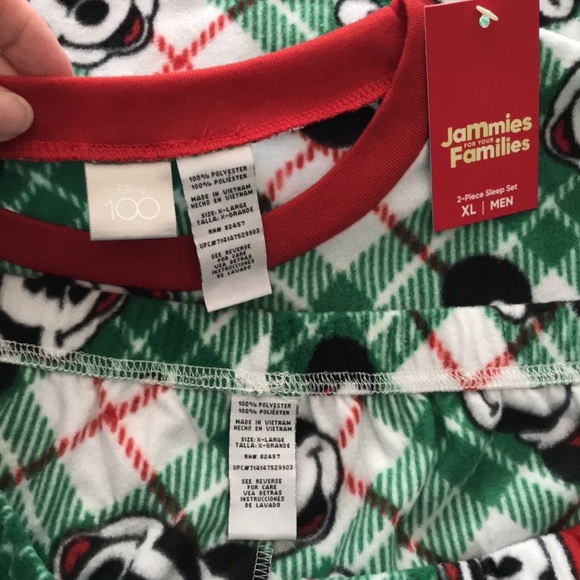 Jammies
FOR YOUR
Families
2-Piece Sleep Set
XL | MEN
Disney
100
100% POLYESTER
100% POLIÉSTER
MADE IN VIETNAM
HECHO EN VIETNAM
SIZE: X-LARGE
TALLA: X-GRANDE
RN# 82457
UPC#714147529903
SEE REVERSE
FOR CARE
VEA DETRAS
INSTRUCCIONES
DE LAVADO
100% POLYESTER
100% POLIÉSTER
MADE IN VIETNAM
HECHO EN VIETNAM
SIZE: X-LARGE
TALLA: X-GRANDE
RN# 82457
UPC#714147529903
SEE REVERSE
FOR CARE
VEA DETRAS
INSTRUCCIONES
DE LAVADO